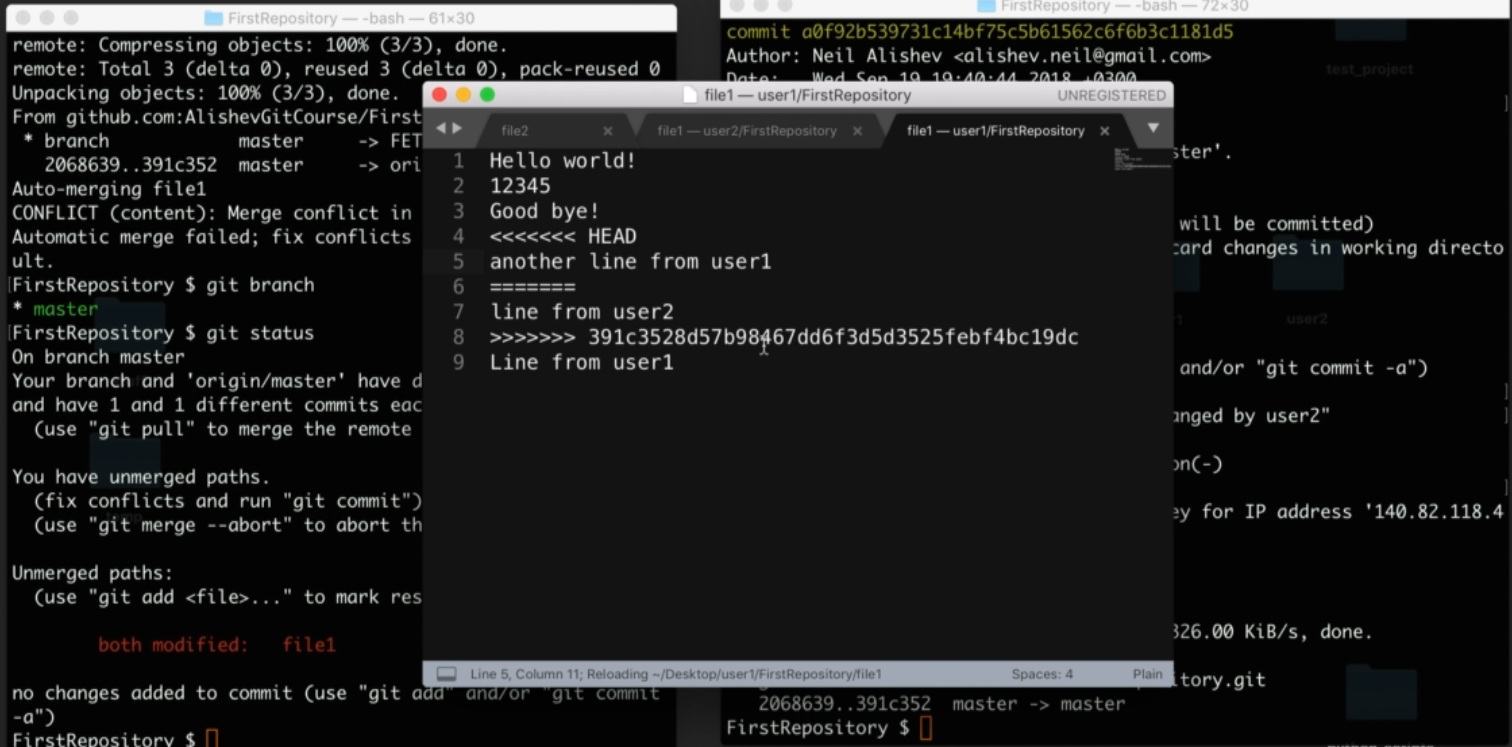 FirstRepository — -bash — 61×30
remote: Compressing objects: 100% (3/3), done.
remote: Total 3 (delta 0), reused 3 (delta 0), pack-reused 0
Unpacking objects: 100% (3/3), done.
From github.com:AlishevGitCourse/First
* branch master -> FET
2068639..391c352 master -> ori
Auto-merging file1
CONFLICT (content): Merge conflict in
Automatic merge failed; fix conflicts
ult.
[FirstRepository $ git branch
* master
[FirstRepository $ git status
On branch master
Your branch and 'origin/master' have d
and have 1 and 1 different commits eac
(use "git pull" to merge the remote
You have unmerged paths.
(fix conflicts and run "git commit")
(use "git merge --abort" to abort th
Unmerged paths:
(use "git add <file>..." to mark res
both modified: file1
no changes added to commit (use "git add" and/or "git commit
-a")
FirstRepository $
file1 — user1/FirstRepository
UNREGISTERED
file2
file1 — user2/FirstRepository
file1 — user1/FirstRepository
1 Hello world!
2 12345
3 Good bye!
4 <<<<<<< HEAD
5 another line from user1
6 =======
7 line from user2
8 >>>>>>> 391c3528d57b98467dd6f3d5d3525febf4bc19dc
9 Line from user1
Line 5, Column 11; Reloading ~/Desktop/user1/FirstRepository/file1
Spaces: 4
Plain
FirstRepository — -bash — 72×30
commit a0f92b539731c14bf75c5b61562c6f6b3c1181d5
Author: Neil Alishev <alishev.neil@gmail.com>
Date: Wed Sep 19 19:40:44 2018 +0300
ster'.
will be committed)
card changes in working directo
and/or "git commit -a")
anged by user2"
on(-)
ey for IP address '140.82.118.4
326.00 KiB/s, done.
itory.git
2068639..391c352 master -> master
FirstRepository $
test_project
user2